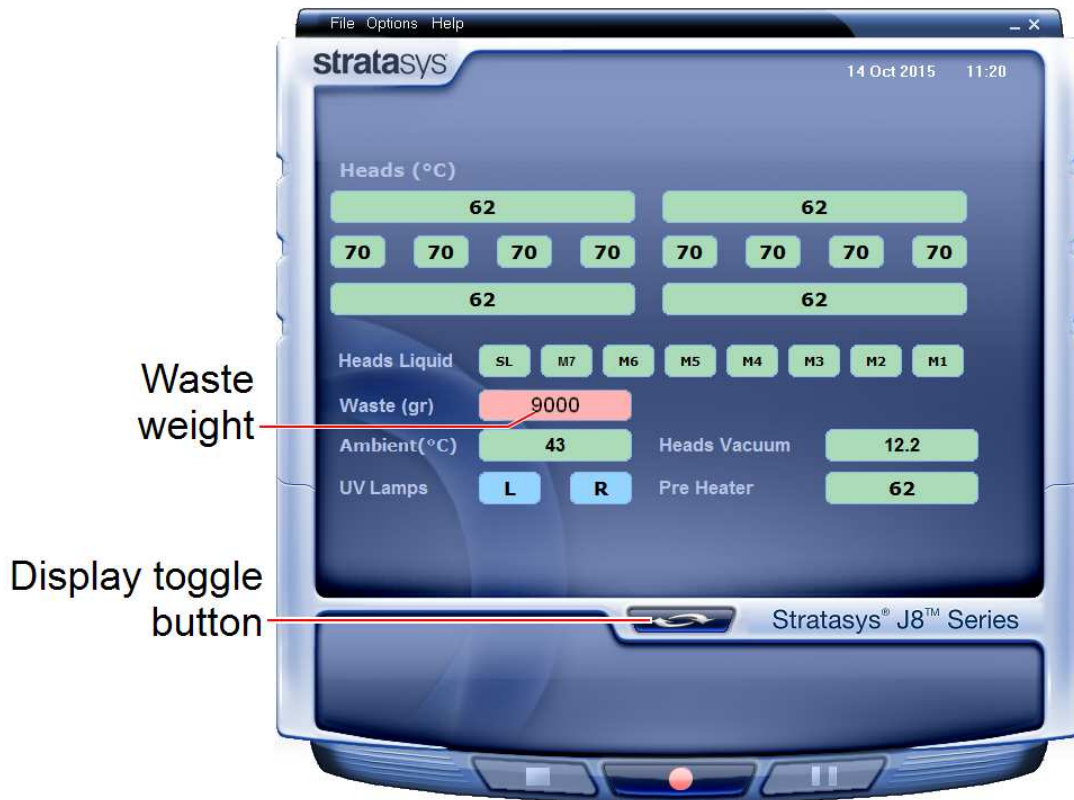 File Options Help
stratasys
14 Oct 2015 11:20
Heads (°C)
62 62
70 70 70 70 70 70 70 70
62 62
Heads Liquid SL M7 M6 M5 M4 M3 M2 M1
Waste (gr) 9000
Waste
weight
Ambient(°C) 43 Heads Vacuum 12.2
UV Lamps L R Pre Heater 62
Display toggle
button
Stratasys® J8™ Series